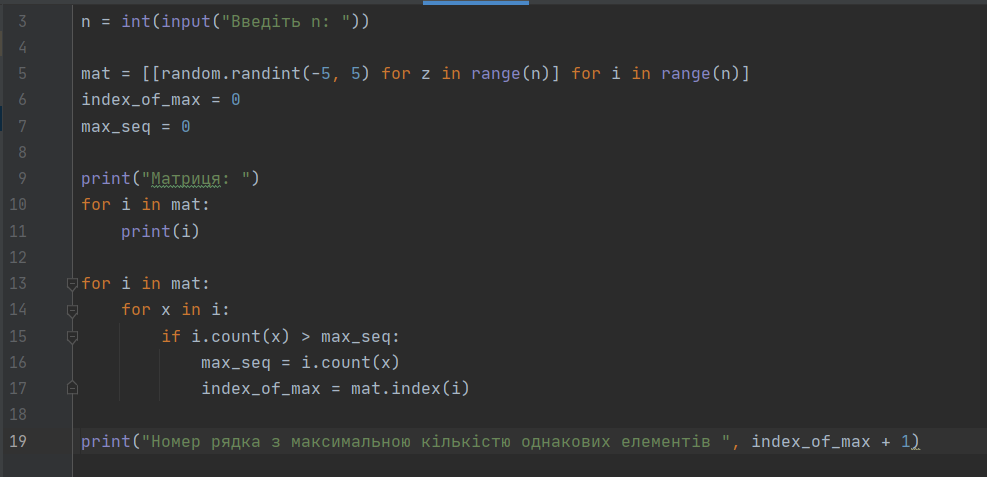 3 n = int(input("Введіть n: "))
4
5 mat = [[random.randint(-5, 5) for z in range(n)] for i in range(n)]
6 index_of_max = 0
7 max_seq = 0
8
9 print("Матриця: ")
10 for i in mat:
11     print(i)
12
13 for i in mat:
14     for x in i:
15         if i.count(x) > max_seq:
16             max_seq = i.count(x)
17             index_of_max = mat.index(i)
18
19 print("Номер рядка з максимальною кількістю однакових елементів ", index_of_max + 1)